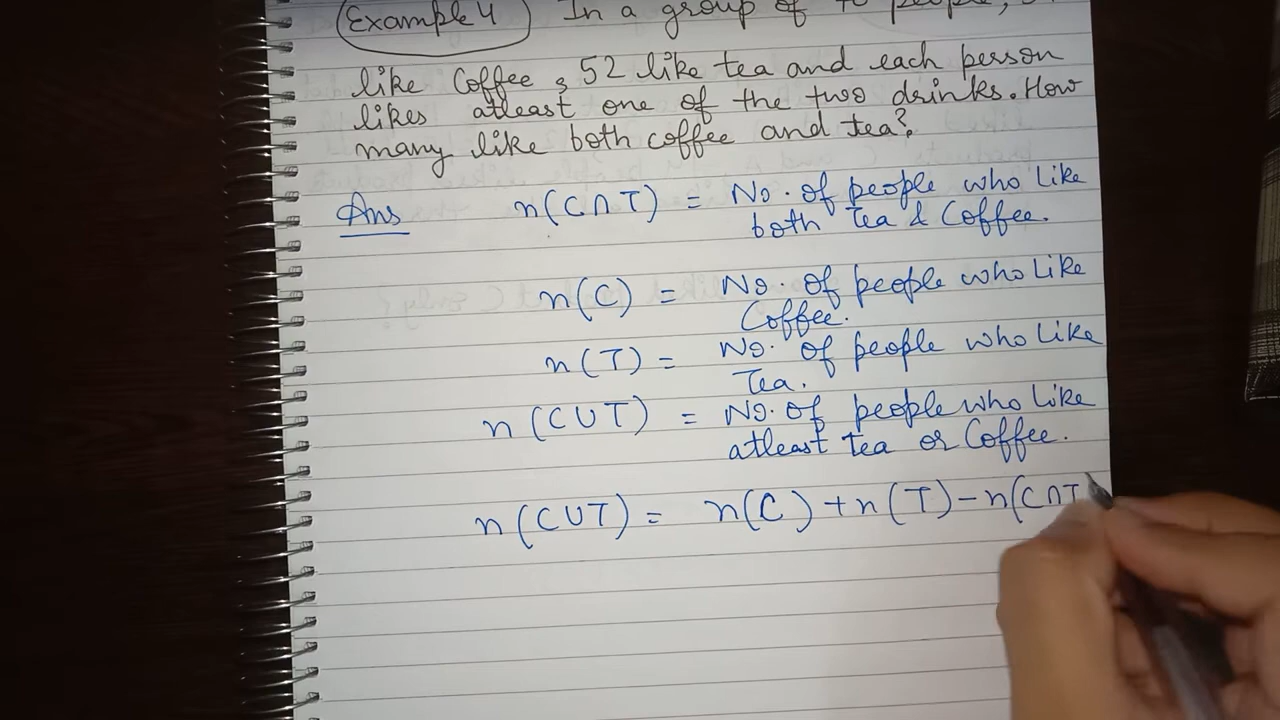 Example 4 In a group of people,
like Coffee, 52 like tea and each person
likes atleast one of the two drinks. How
many like both coffee and tea?
Ans n(C∩T) = No. of people who like
both Tea & Coffee.
n(C) = No. of people who like
Coffee.
n(T) = No. of people who like
Tea.
n(C∪T) = No. of people who like
atleast tea or Coffee.
n(C∪T) = n(C) + n(T) - n(C∩T